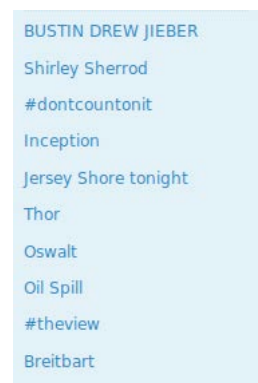 BUSTIN DREW JIEBER
Shirley Sherrod
#dontcountonit
Inception
Jersey Shore tonight
Thor
Oswalt
Oil Spill
#theview
Breitbart